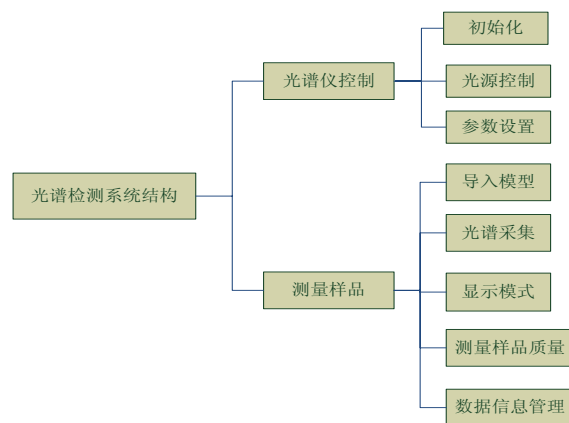 光谱检测系统结构
光谱仪控制
初始化
光源控制
参数设置
测量样品
导入模型
光谱采集
显示模式
测量样品质量
数据信息管理